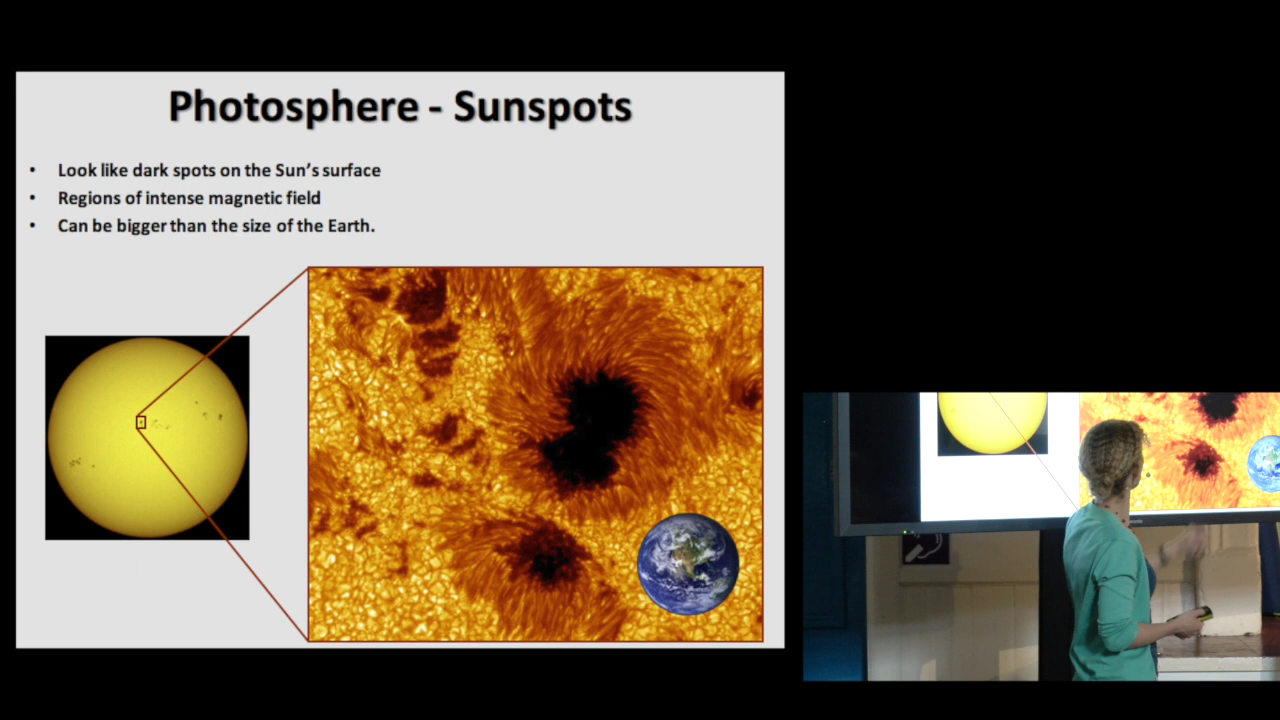 Photosphere - Sunspots
• Look like dark spots on the Sun's surface
• Regions of intense magnetic field
• Can be bigger than the size of the Earth.